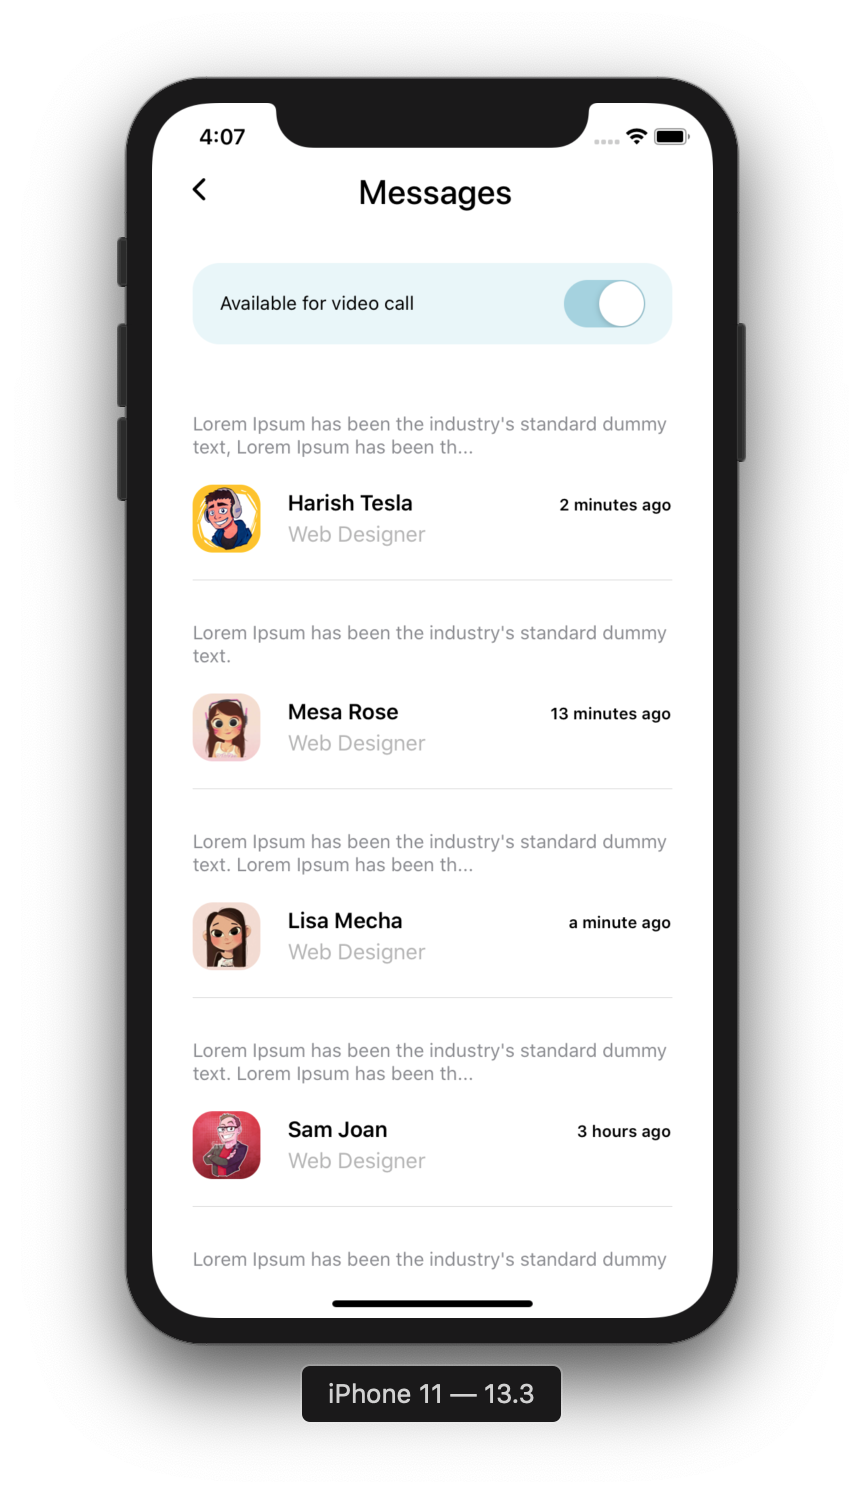 4:07
Messages
Available for video call
Lorem Ipsum has been the industry's standard dummy
text, Lorem Ipsum has been th...
Harish Tesla
2 minutes ago
Web Designer
Lorem Ipsum has been the industry's standard dummy
text.
Mesa Rose
13 minutes ago
Web Designer
Lorem Ipsum has been the industry's standard dummy
text. Lorem Ipsum has been th...
Lisa Mecha
a minute ago
Web Designer
Lorem Ipsum has been the industry's standard dummy
text. Lorem Ipsum has been th...
Sam Joan
3 hours ago
Web Designer
Lorem Ipsum has been the industry's standard dummy
iPhone 11 — 13.3